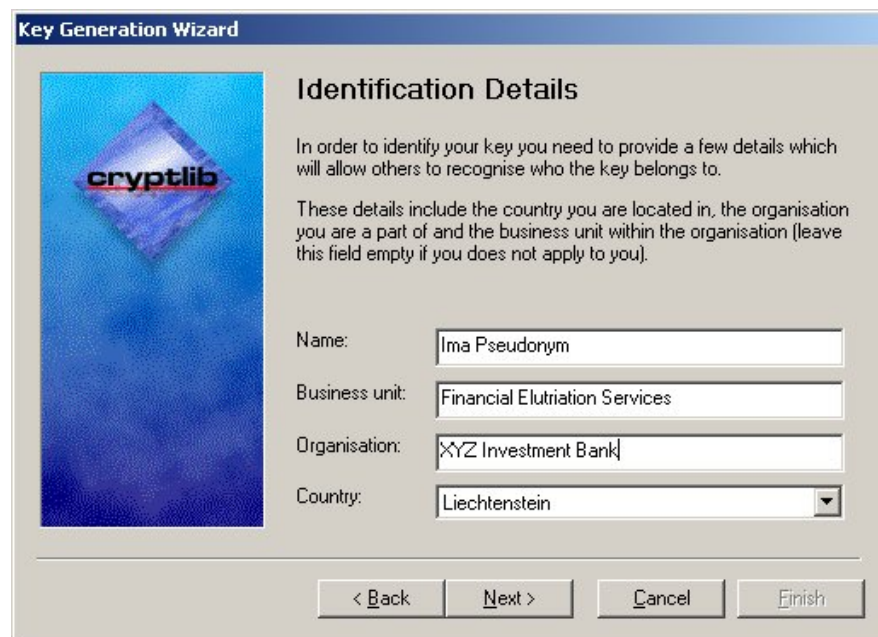 Key Generation Wizard
cryptlib
Identification Details
In order to identify your key you need to provide a few details which
will allow others to recognise who the key belongs to.
These details include the country you are located in, the organisation
you are a part of and the business unit within the organisation (leave
this field empty if you does not apply to you).
Name: Ima Pseudonym
Business unit: Financial Elutriation Services
Organisation: XYZ Investment Bank
Country: Liechtenstein
< Back Next > Cancel Finish